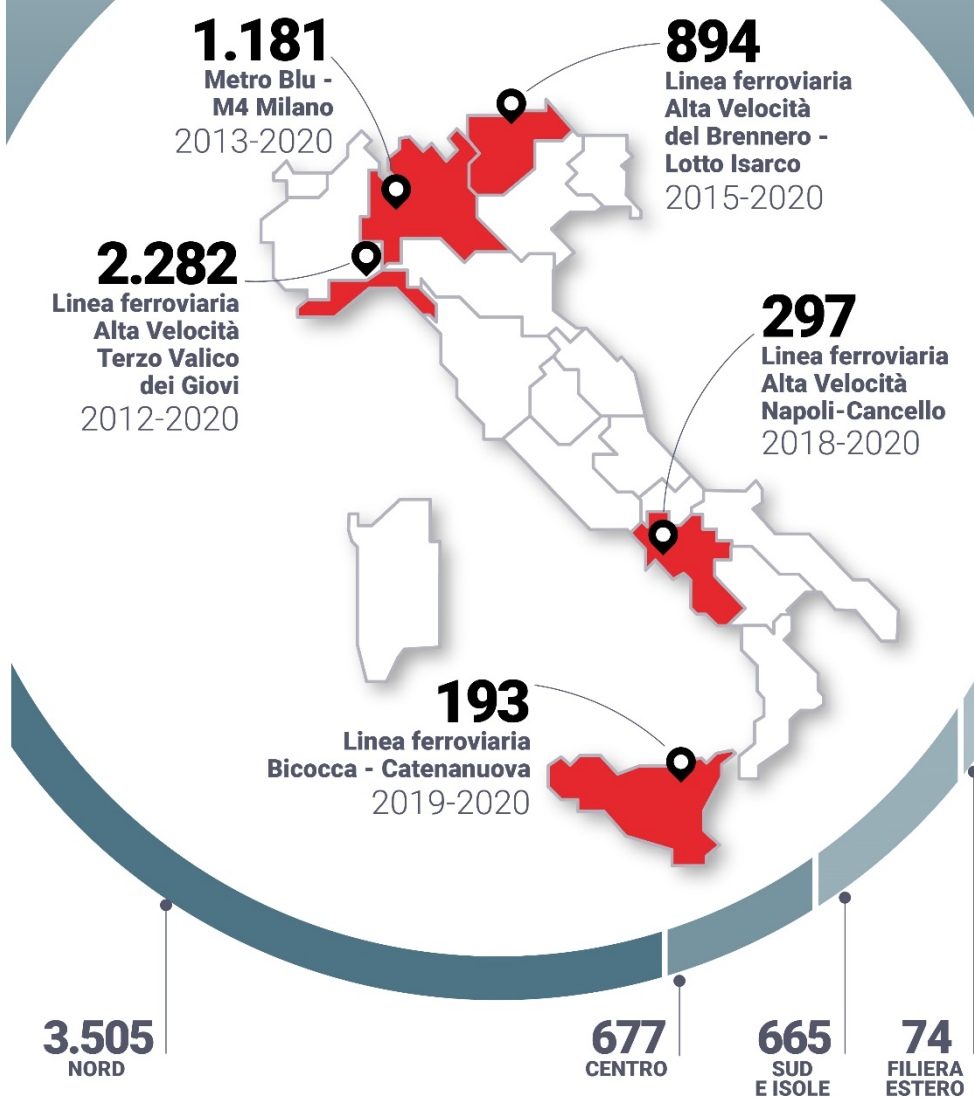 1.181
Metro Blu -
M4 Milano
2013-2020
894
Linea ferroviaria
Alta Velocità
del Brennero -
Lotto Isarco
2015-2020
2.282
Linea ferroviaria
Alta Velocità
Terzo Valico
dei Giovi
2012-2020
297
Linea ferroviaria
Alta Velocità
Napoli-Cancello
2018-2020
193
Linea ferroviaria
Bicocca - Catenanuova
2019-2020
3.505
NORD
677
CENTRO
665
SUD
E ISOLE
74
FILIERA
ESTERO